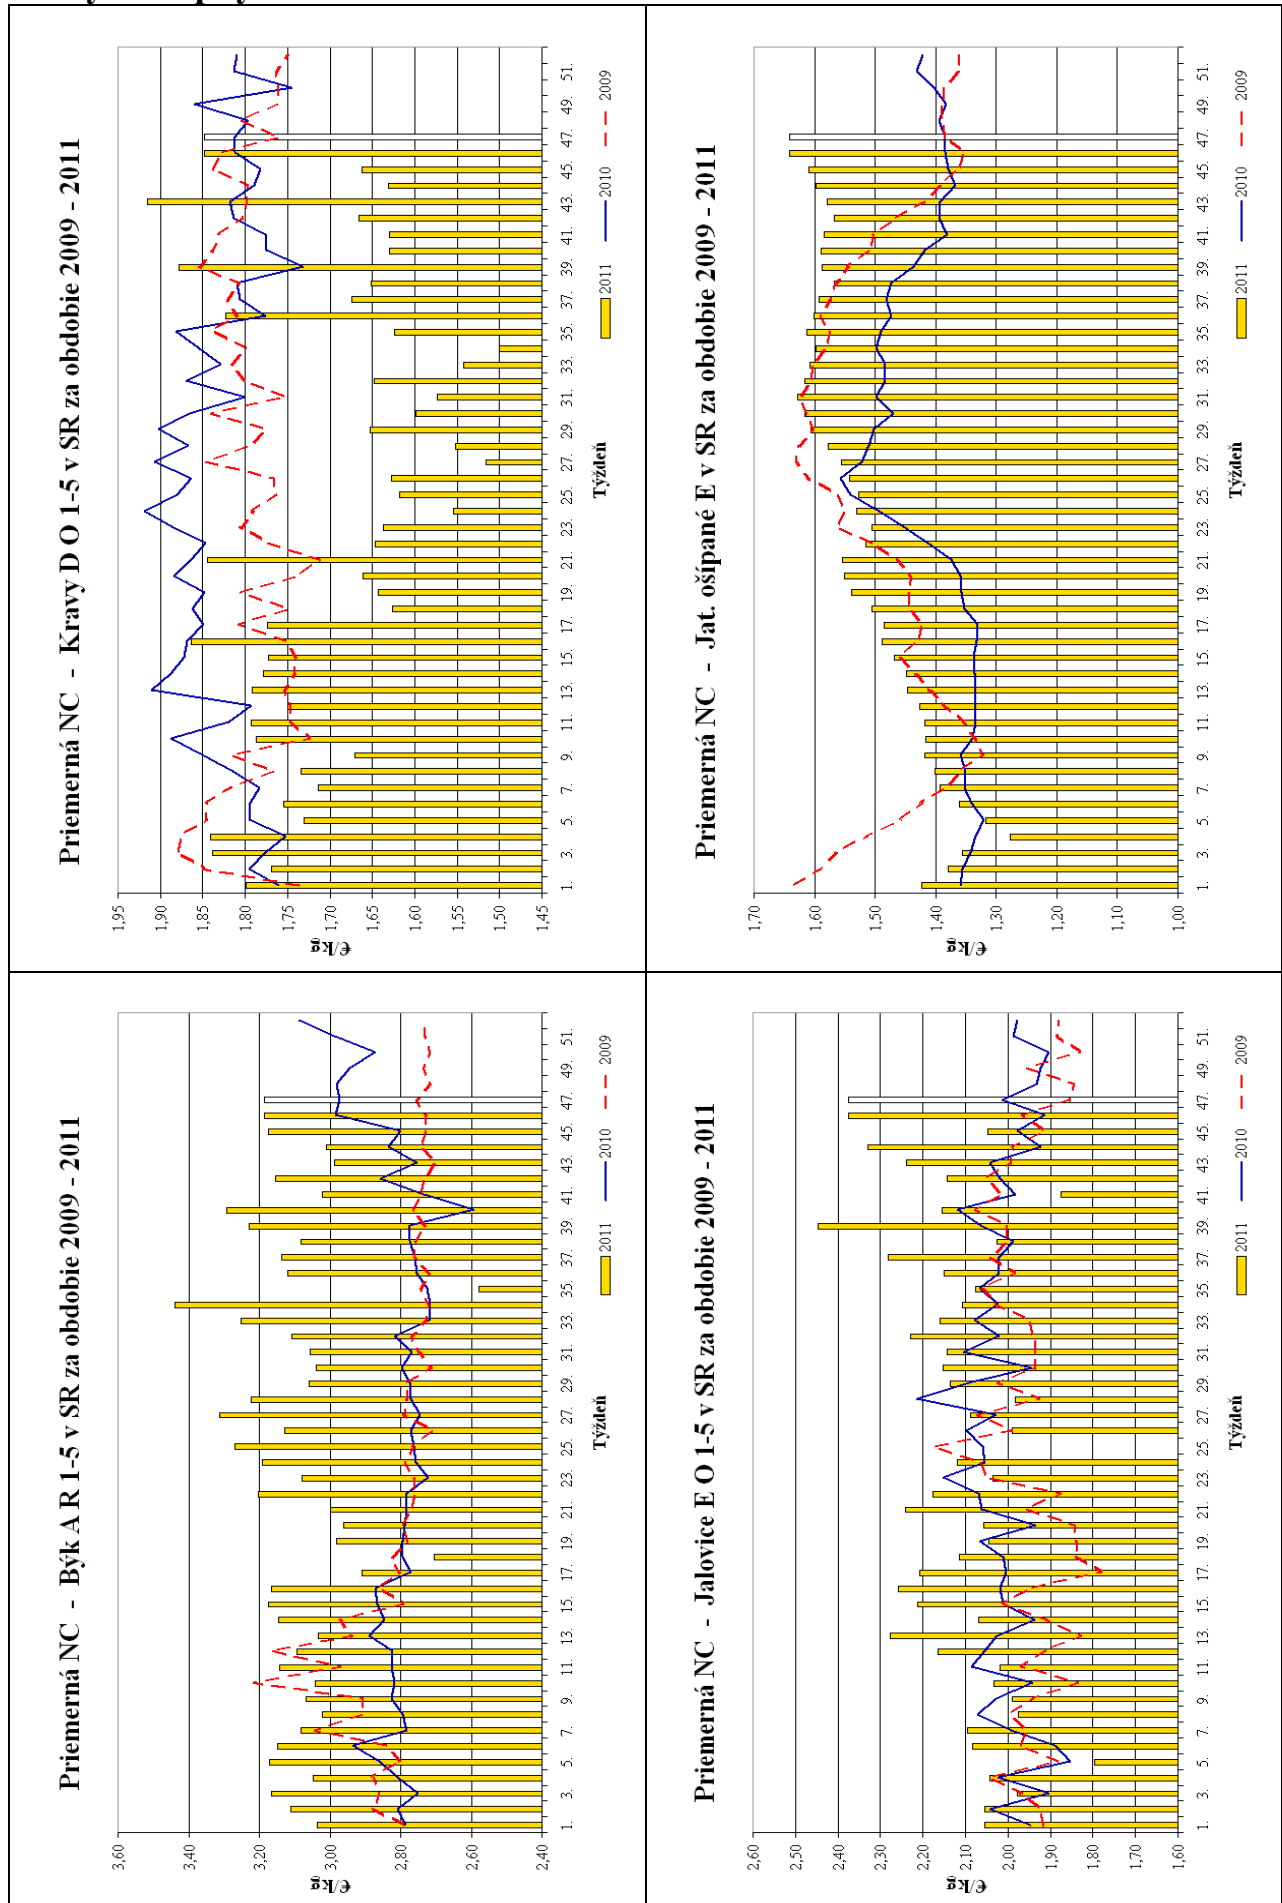 Priemerná NC - Býk A R 1-5 v SR za obdobie 2009 - 2011
€/kg
3,60
3,40
3,20
3,00
2,80
2,60
2,40
1. 3. 5. 7. 9. 11. 13. 15. 17. 19. 21. 23. 25. 27. 29. 31. 33. 35. 37. 39. 41. 43. 45. 47. 49. 51.
Týždeň
2011 2010 2009
Priemerná NC - Kravy D O 1-5 v SR za obdobie 2009 - 2011
€/kg
1,95
1,90
1,85
1,80
1,75
1,70
1,65
1,60
1,55
1,50
1,45
1. 3. 5. 7. 9. 11. 13. 15. 17. 19. 21. 23. 25. 27. 29. 31. 33. 35. 37. 39. 41. 43. 45. 47. 49. 51.
Týždeň
2011 2010 2009
Priemerná NC - Jalovice E O 1-5 v SR za obdobie 2009 - 2011
€/kg
2,60
2,50
2,40
2,30
2,20
2,10
2,00
1,90
1,80
1,70
1,60
1. 3. 5. 7. 9. 11. 13. 15. 17. 19. 21. 23. 25. 27. 29. 31. 33. 35. 37. 39. 41. 43. 45. 47. 49. 51.
Týždeň
2011 2010 2009
Priemerná NC - Jat. ošípané E v SR za obdobie 2009 - 2011
€/kg
1,70
1,60
1,50
1,40
1,30
1,20
1,10
1,00
1. 3. 5. 7. 9. 11. 13. 15. 17. 19. 21. 23. 25. 27. 29. 31. 33. 35. 37. 39. 41. 43. 45. 47. 49. 51.
Týždeň
2011 2010 2009